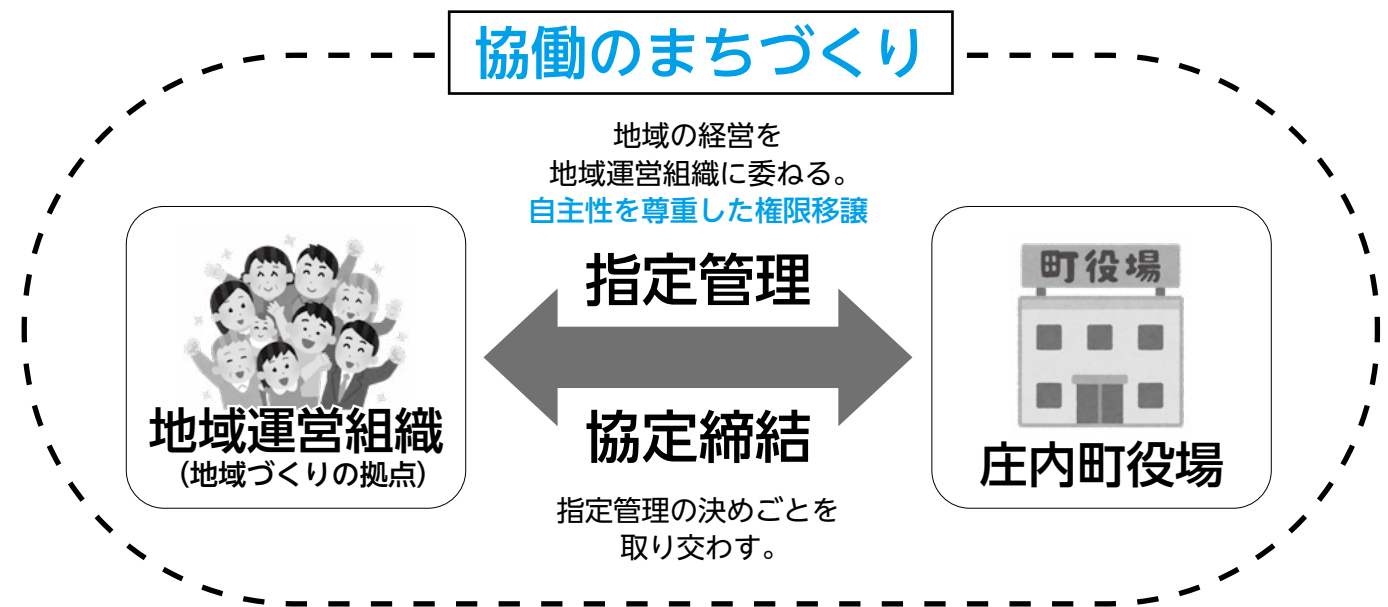 協働のまちづくり
地域の経営を
地域運営組織に委ねる。
自主性を尊重した権限移譲
指定管理
町役場
地域運営組織
(地域づくりの拠点)
協定締結
庄内町役場
指定管理の決めごとを
取り交わす。